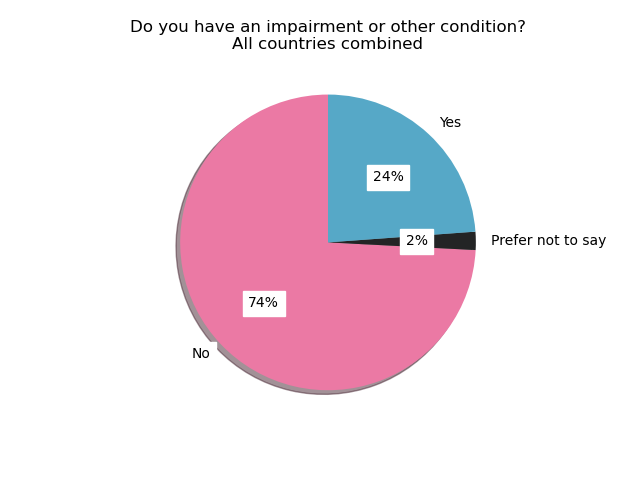 Do you have an impairment or other condition?
All countries combined
Yes
24%
2%
Prefer not to say
74%
No